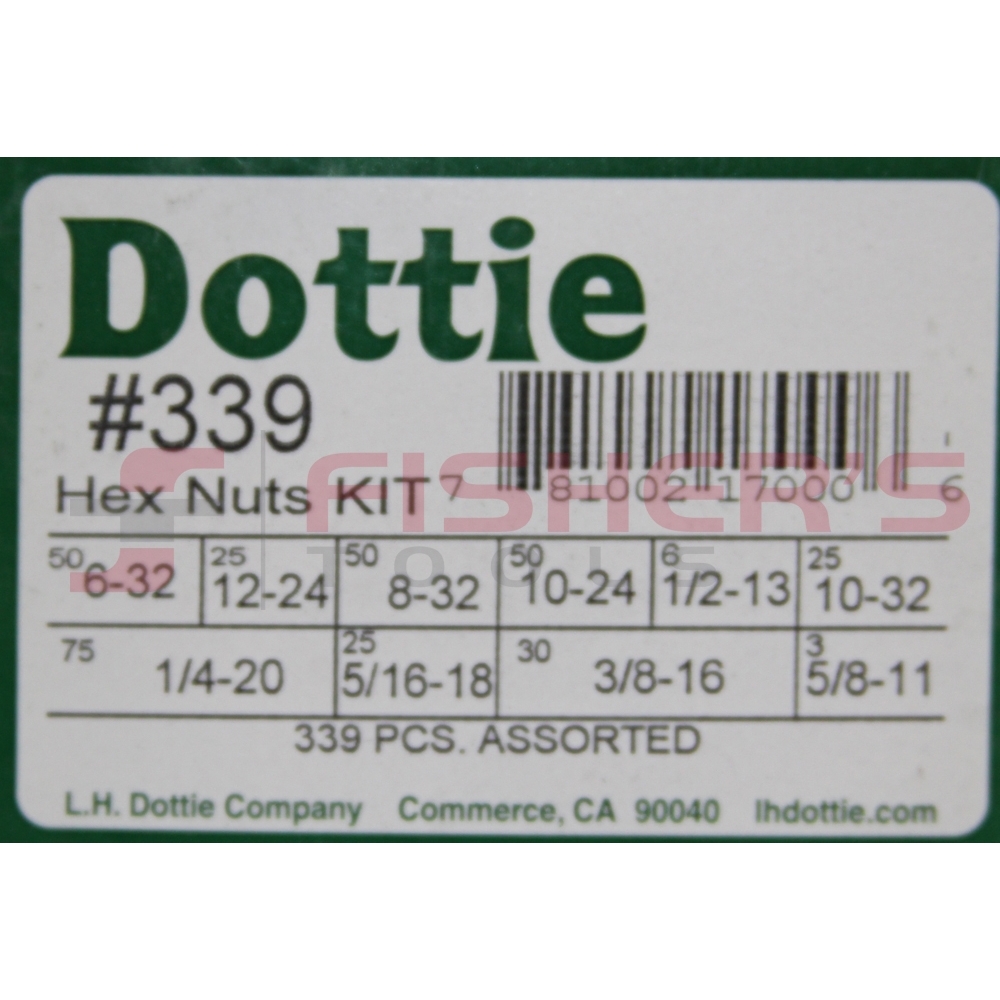 Dottie
#339
Hex Nuts KIT
7 81002 17000 6
FISHER'S
TOOLS
50 6-32 25 12-24 50 8-32 50 10-24 6 1/2-13 25 10-32
75 1/4-20 25 5/16-18 30 3/8-16 3 5/8-11
339 PCS. ASSORTED
L.H. Dottie Company Commerce, CA 90040 lhdottie.com